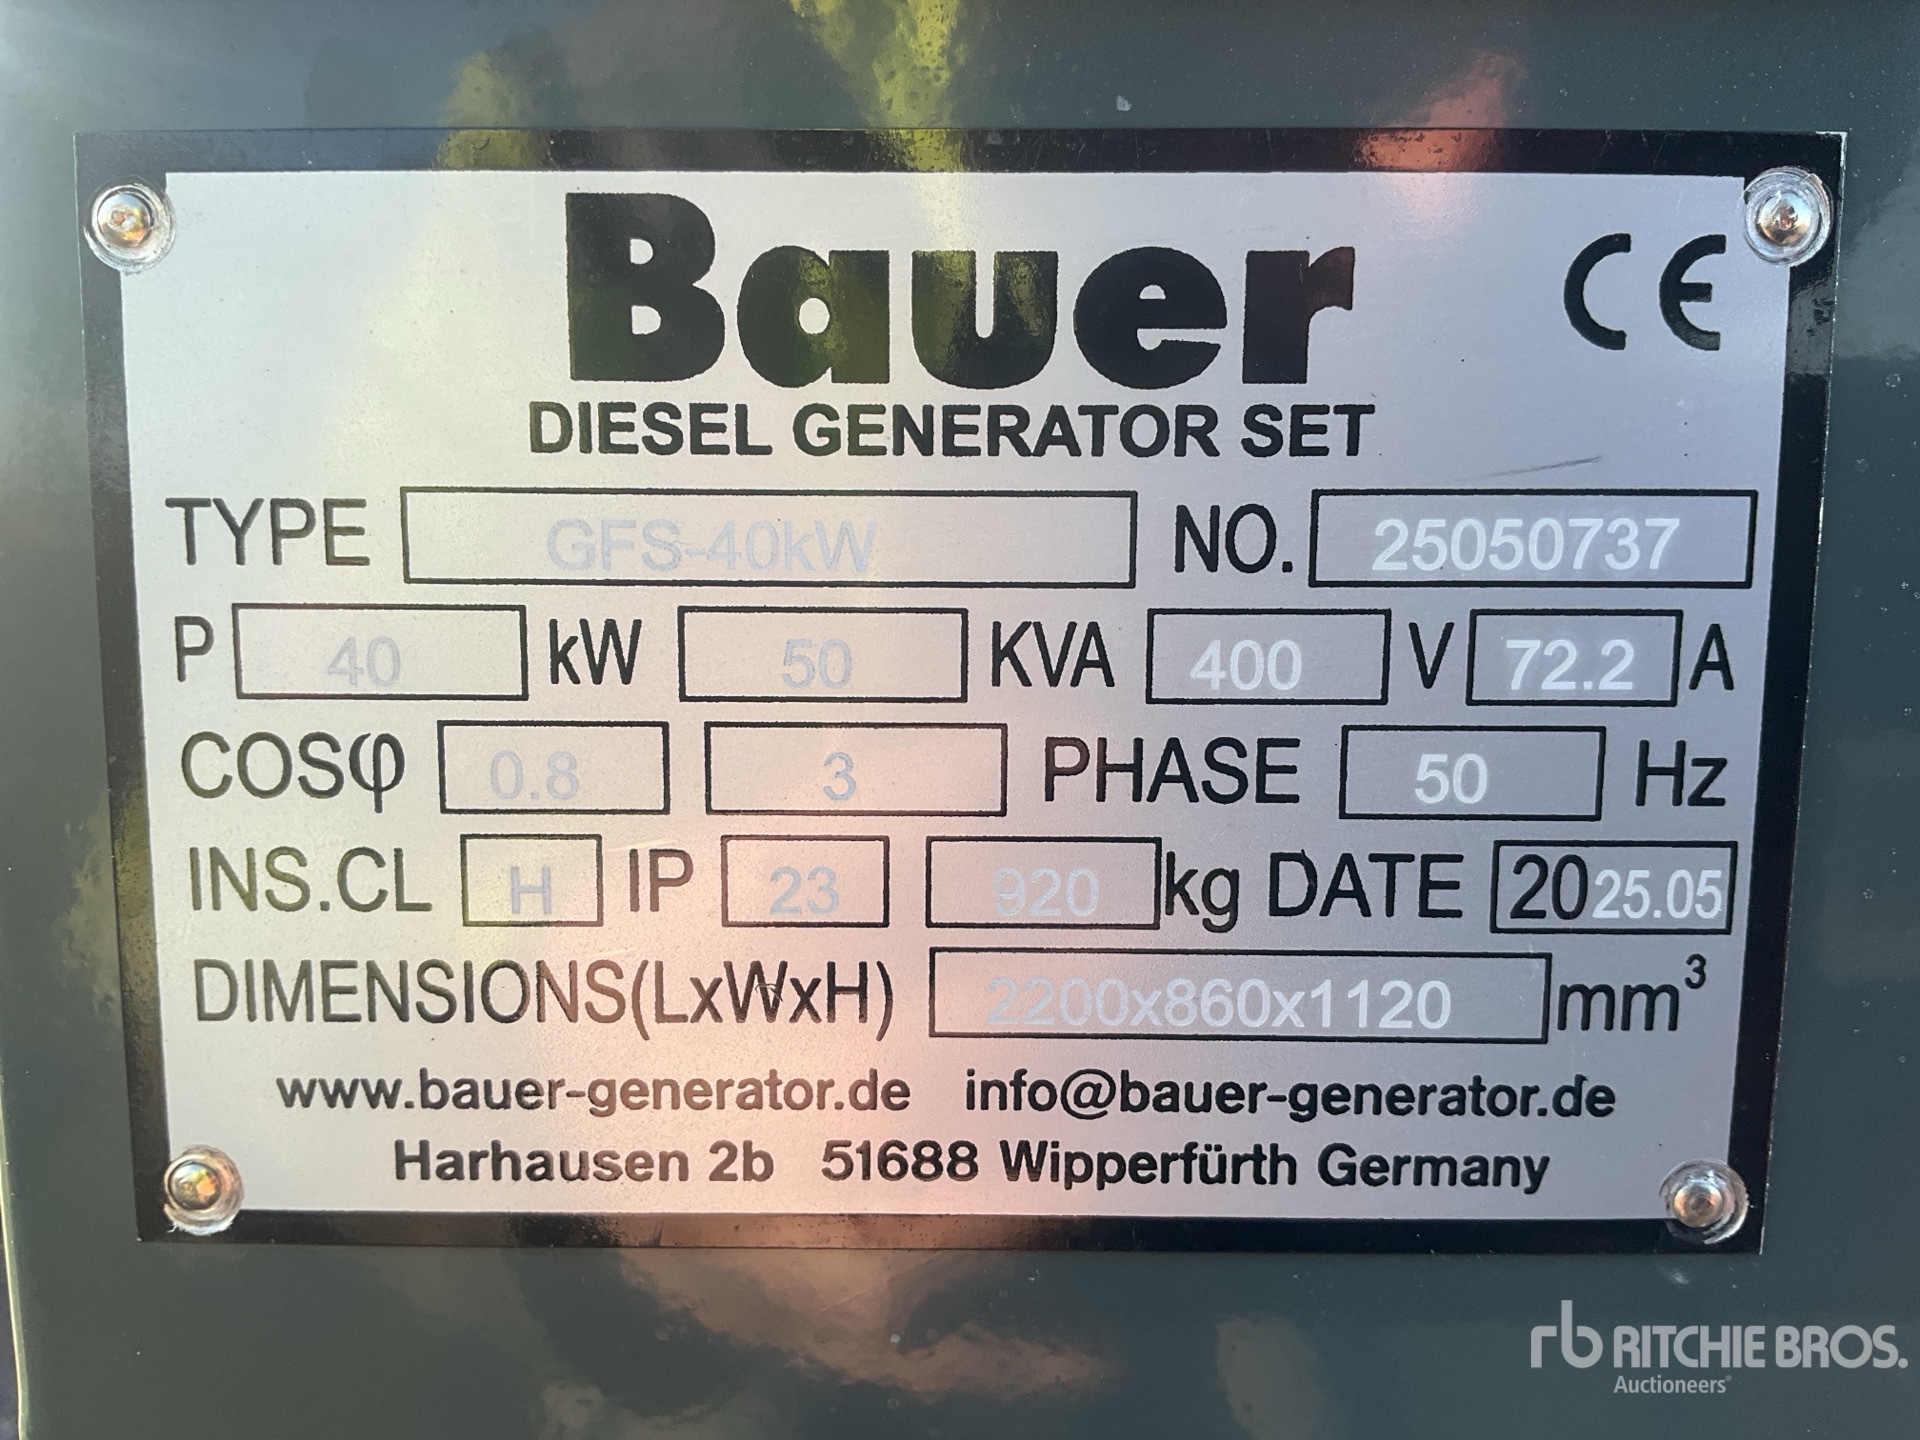 Bauer CE
DIESEL GENERATOR SET
TYPE GFS-40kW NO. 25050737
P 40 kW 50 KVA 400 V 72.2 A
COSφ 0.8 3 PHASE 50 Hz
INS.CL H IP 23 920 kg DATE 2025.05
DIMENSIONS(LxWxH) 2200x860x1120 mm³
www.bauer-generator.de info@bauer-generator.de
Harhausen 2b 51688 Wipperfürth Germany
rb RITCHIE BROS.
Auctioneers®